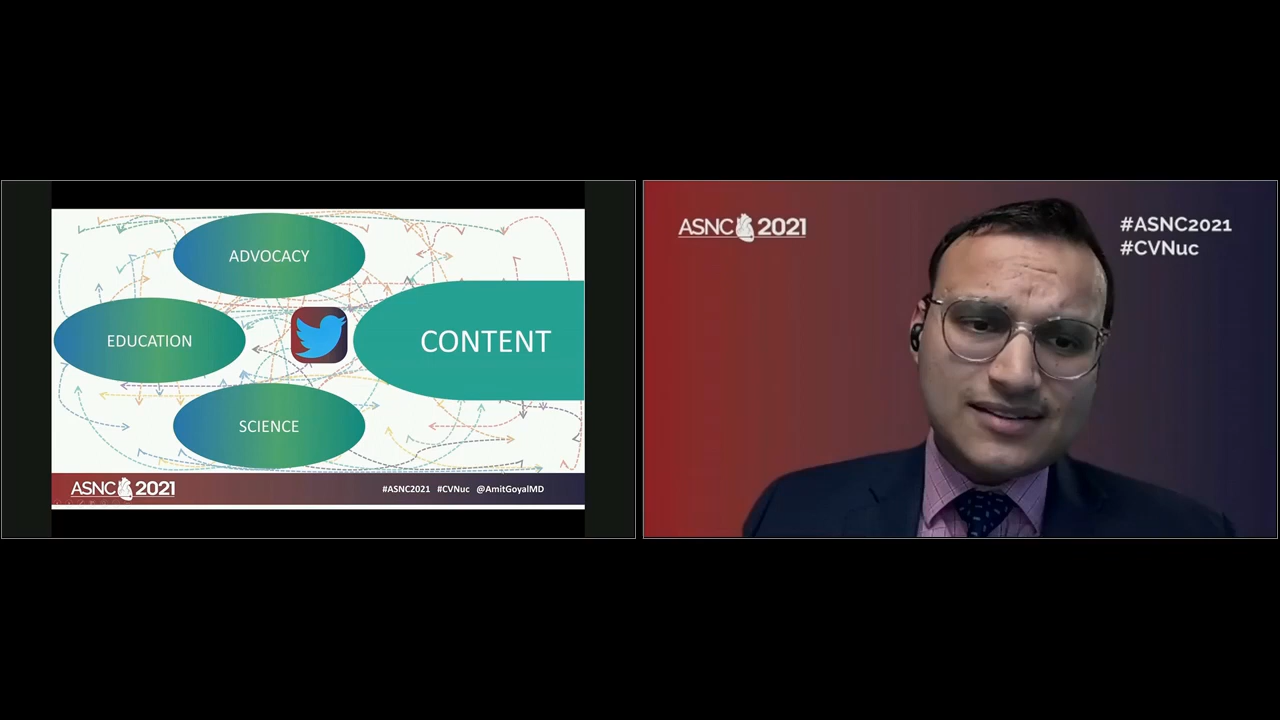 ADVOCACY
EDUCATION
CONTENT
SCIENCE
ASNC 2021
#ASNC2021 #CVNuc @AmitGoyalMD
ASNC 2021
#ASNC2021
#CVNuc